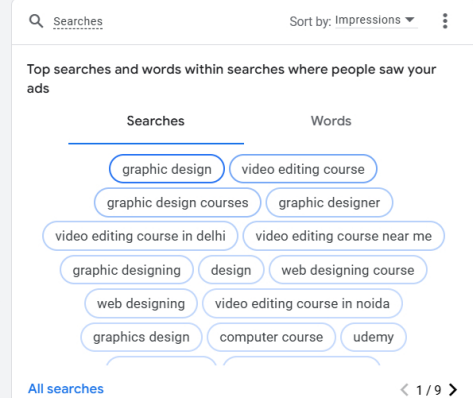 Searches Sort by: Impressions
Top searches and words within searches where people saw your
ads
Searches Words
graphic design video editing course
graphic design courses graphic designer
video editing course in delhi video editing course near me
graphic designing design web designing course
web designing video editing course in noida
graphics design computer course udemy
All searches 1 / 9